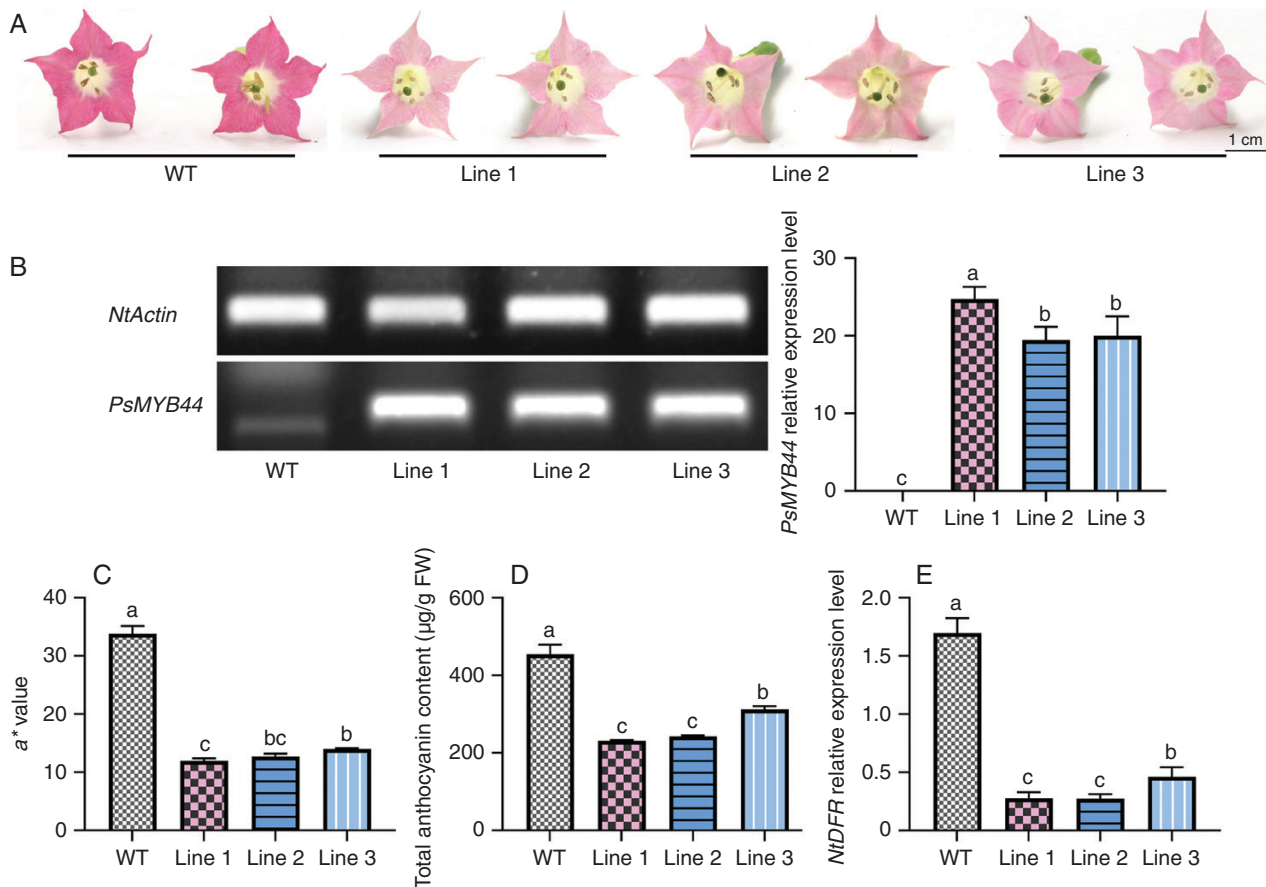 A
1 cm
WT Line 1 Line 2 Line 3
B
NtActin
PsMYB44
WT Line 1 Line 2 Line 3
PsMYB44 relative expression level
30
20
10
0
a
b
b
c
WT Line 1 Line 2 Line 3
C
a* value
40
30
20
10
0
a
c
bc
b
WT Line 1 Line 2 Line 3
D
Total anthocyanin content (µg/g FW)
600
400
200
0
a
c
c
b
WT Line 1 Line 2 Line 3
E
NtDFR relative expression level
2.0
1.5
1.0
0.5
0
a
c
c
b
WT Line 1 Line 2 Line 3